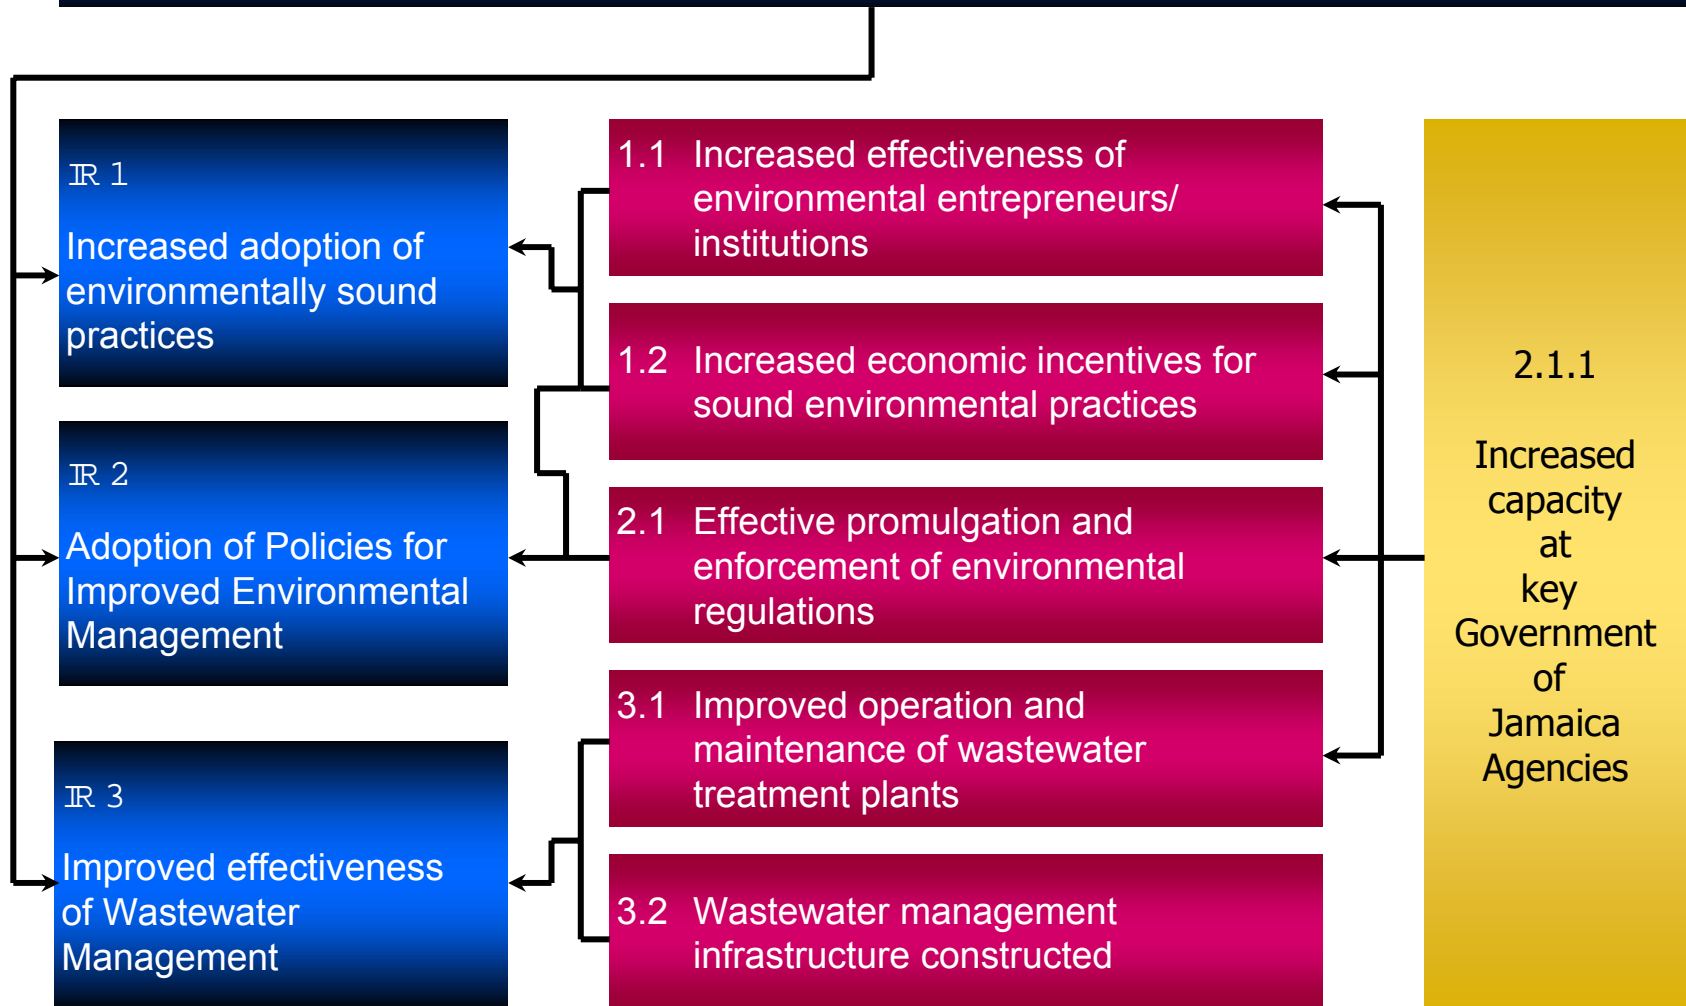 IR 1
Increased adoption of
environmentally sound
practices
IR 2
Adoption of Policies for
Improved Environmental
Management
IR 3
Improved effectiveness
of Wastewater
Management
1.1 Increased effectiveness of
environmental entrepreneurs/
institutions
1.2 Increased economic incentives for
sound environmental practices
2.1 Effective promulgation and
enforcement of environmental
regulations
3.1 Improved operation and
maintenance of wastewater
treatment plants
3.2 Wastewater management
infrastructure constructed
2.1.1
Increased
capacity
at
key
Government
of
Jamaica
Agencies